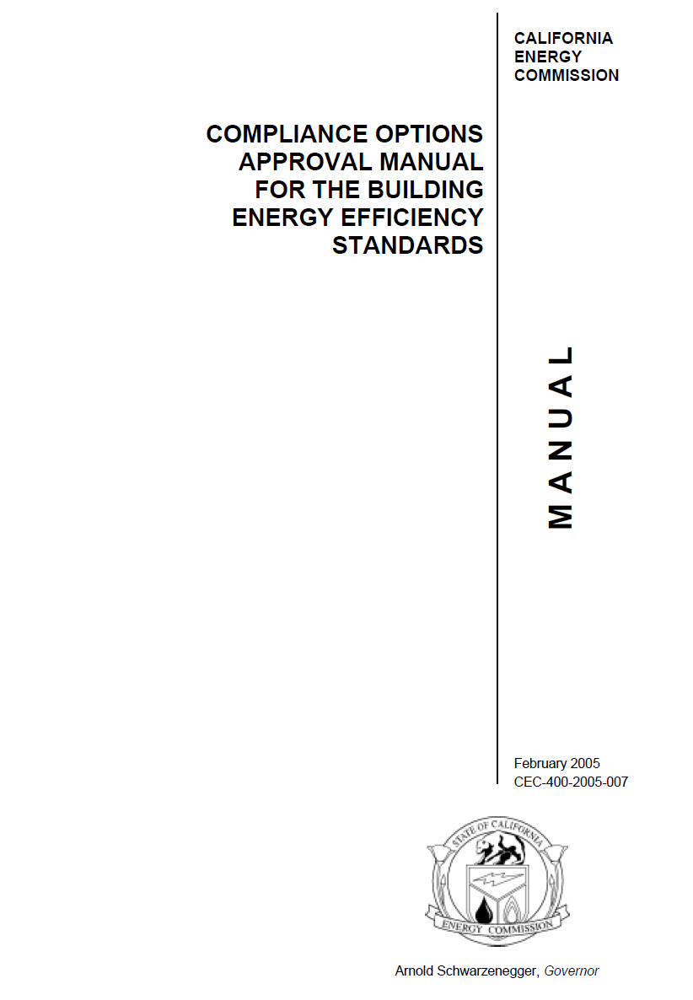 CALIFORNIA
ENERGY
COMMISSION
COMPLIANCE OPTIONS
APPROVAL MANUAL
FOR THE BUILDING
ENERGY EFFICIENCY
STANDARDS
MANUAL
February 2005
CEC-400-2005-007
STATE OF CALIFORNIA
ENERGY COMMISSION
Arnold Schwarzenegger, Governor